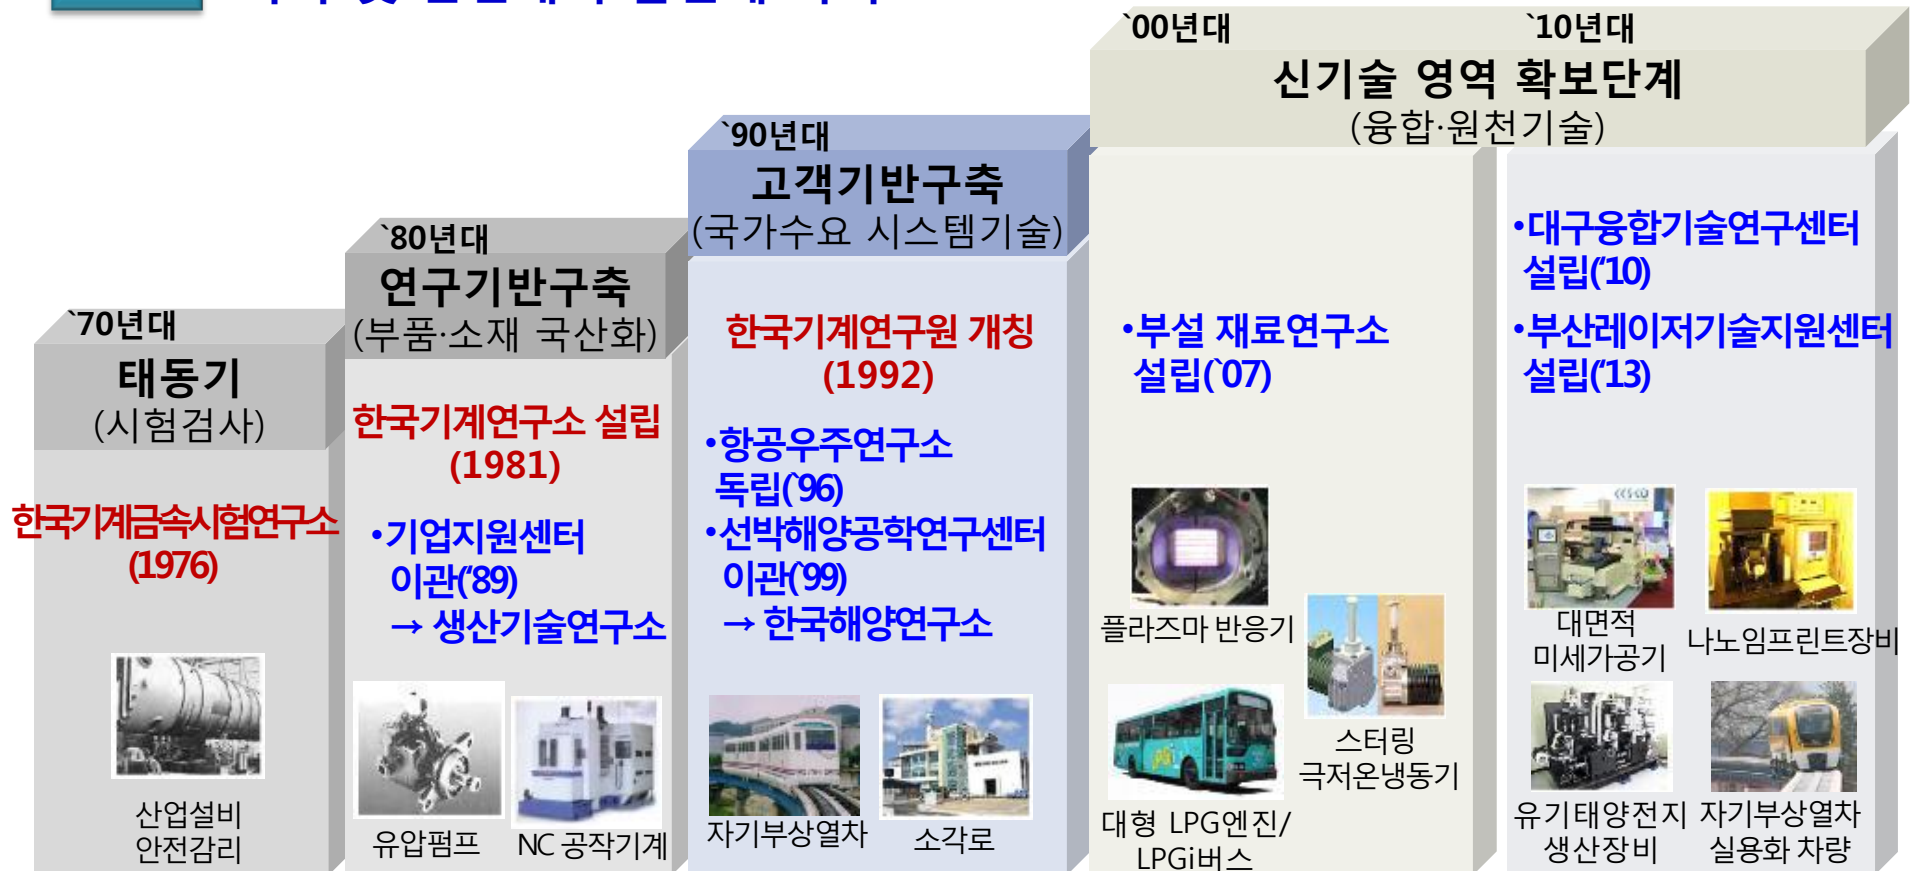 `70년대
태동기
(시험검사)
한국기계금속시험연구소
(1976)
산업설비
안전감리
`80년대
연구기반구축
(부품·소재 국산화)
한국기계연구소 설립
(1981)
•기업지원센터
이관(‘89)
→ 생산기술연구소
유압펌프
NC 공작기계
`90년대
고객기반구축
(국가수요 시스템기술)
한국기계연구원 개칭
(1992)
•항공우주연구소
독립(`96)
•선박해양공학연구센터
이관(`99)
→ 한국해양연구소
자기부상열차
소각로
`00년대
`10년대
신기술 영역 확보단계
(융합·원천기술)
•부설 재료연구소
설립(`07)
플라즈마 반응기
스터링
극저온냉동기
대형 LPG엔진/
LPGi버스
•대구융합기술연구센터
설립(‘10)
•부산레이저기술지원센터
설립(‘13)
대면적
미세가공기
나노임프린트장비
유기태양전지
생산장비
자기부상열차
실용화 차량